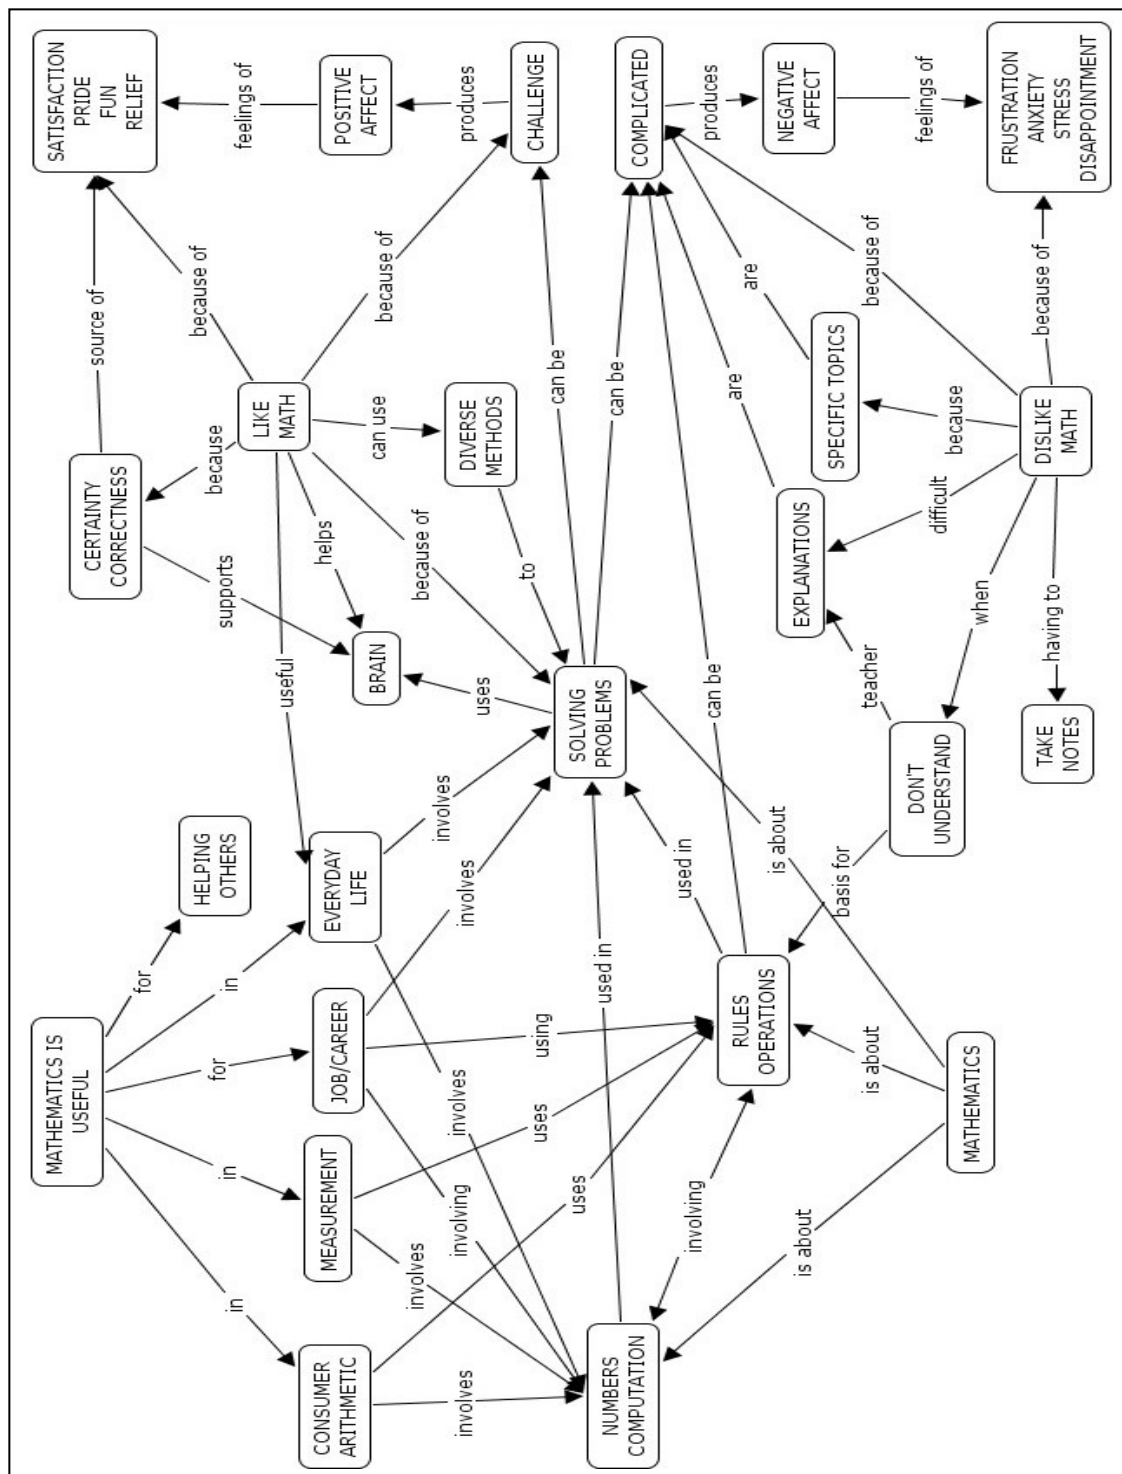 MATHEMATICS IS
USEFUL
for
HELPING
OTHERS
in
for
in
in
CONSUMER
ARITHMETIC
MEASUREMENT
JOB/CAREER
EVERYDAY
LIFE
involves
uses
involves
uses
involving
using
involves
involves
involves
NUMBERS
COMPUTATION
used in
involving
RULES
OPERATIONS
used in
can be
MATHEMATICS
is about
is about
is about
SOLVING
PROBLEMS
uses
BRAIN
can be
can be
CERTAINTY
CORRECTNESS
supports
source of
LIKE
MATH
because
helps
useful
because of
can use
DIVERSE
METHODS
to
because of
because of
SATISFACTION
PRIDE
FUN
RELIEF
feelings of
POSITIVE
AFFECT
produces
CHALLENGE
COMPLICATED
produces
NEGATIVE
AFFECT
feelings of
FRUSTRATION
ANXIETY
STRESS
DISAPPOINTMENT
DISLIKE
MATH
because of
because of
because
SPECIFIC TOPICS
are
difficult
EXPLANATIONS
are
when
DON'T
UNDERSTAND
teacher
basis for
having to
TAKE
NOTES